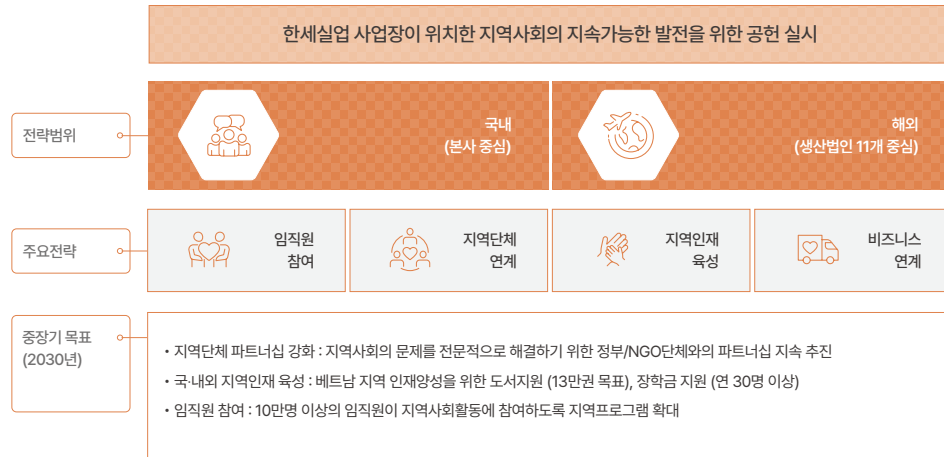 한세실업 사업장이 위치한 지역사회의 지속가능한 발전을 위한 공헌 실시
전략범위
국내
(본사 중심)
해외
(생산법인 11개 중심)
주요전략
임직원
참여
지역단체
연계
지역인재
육성
비즈니스
연계
중장기 목표
(2030년)
• 지역단체 파트너십 강화 : 지역사회의 문제를 전문적으로 해결하기 위한 정부/NGO단체와의 파트너십 지속 추진
• 국·내외 지역인재 육성 : 베트남 지역 인재양성을 위한 도서지원 (13만권 목표), 장학금 지원 (연 30명 이상)
• 임직원 참여 : 10만명 이상의 임직원이 지역사회활동에 참여하도록 지역프로그램 확대